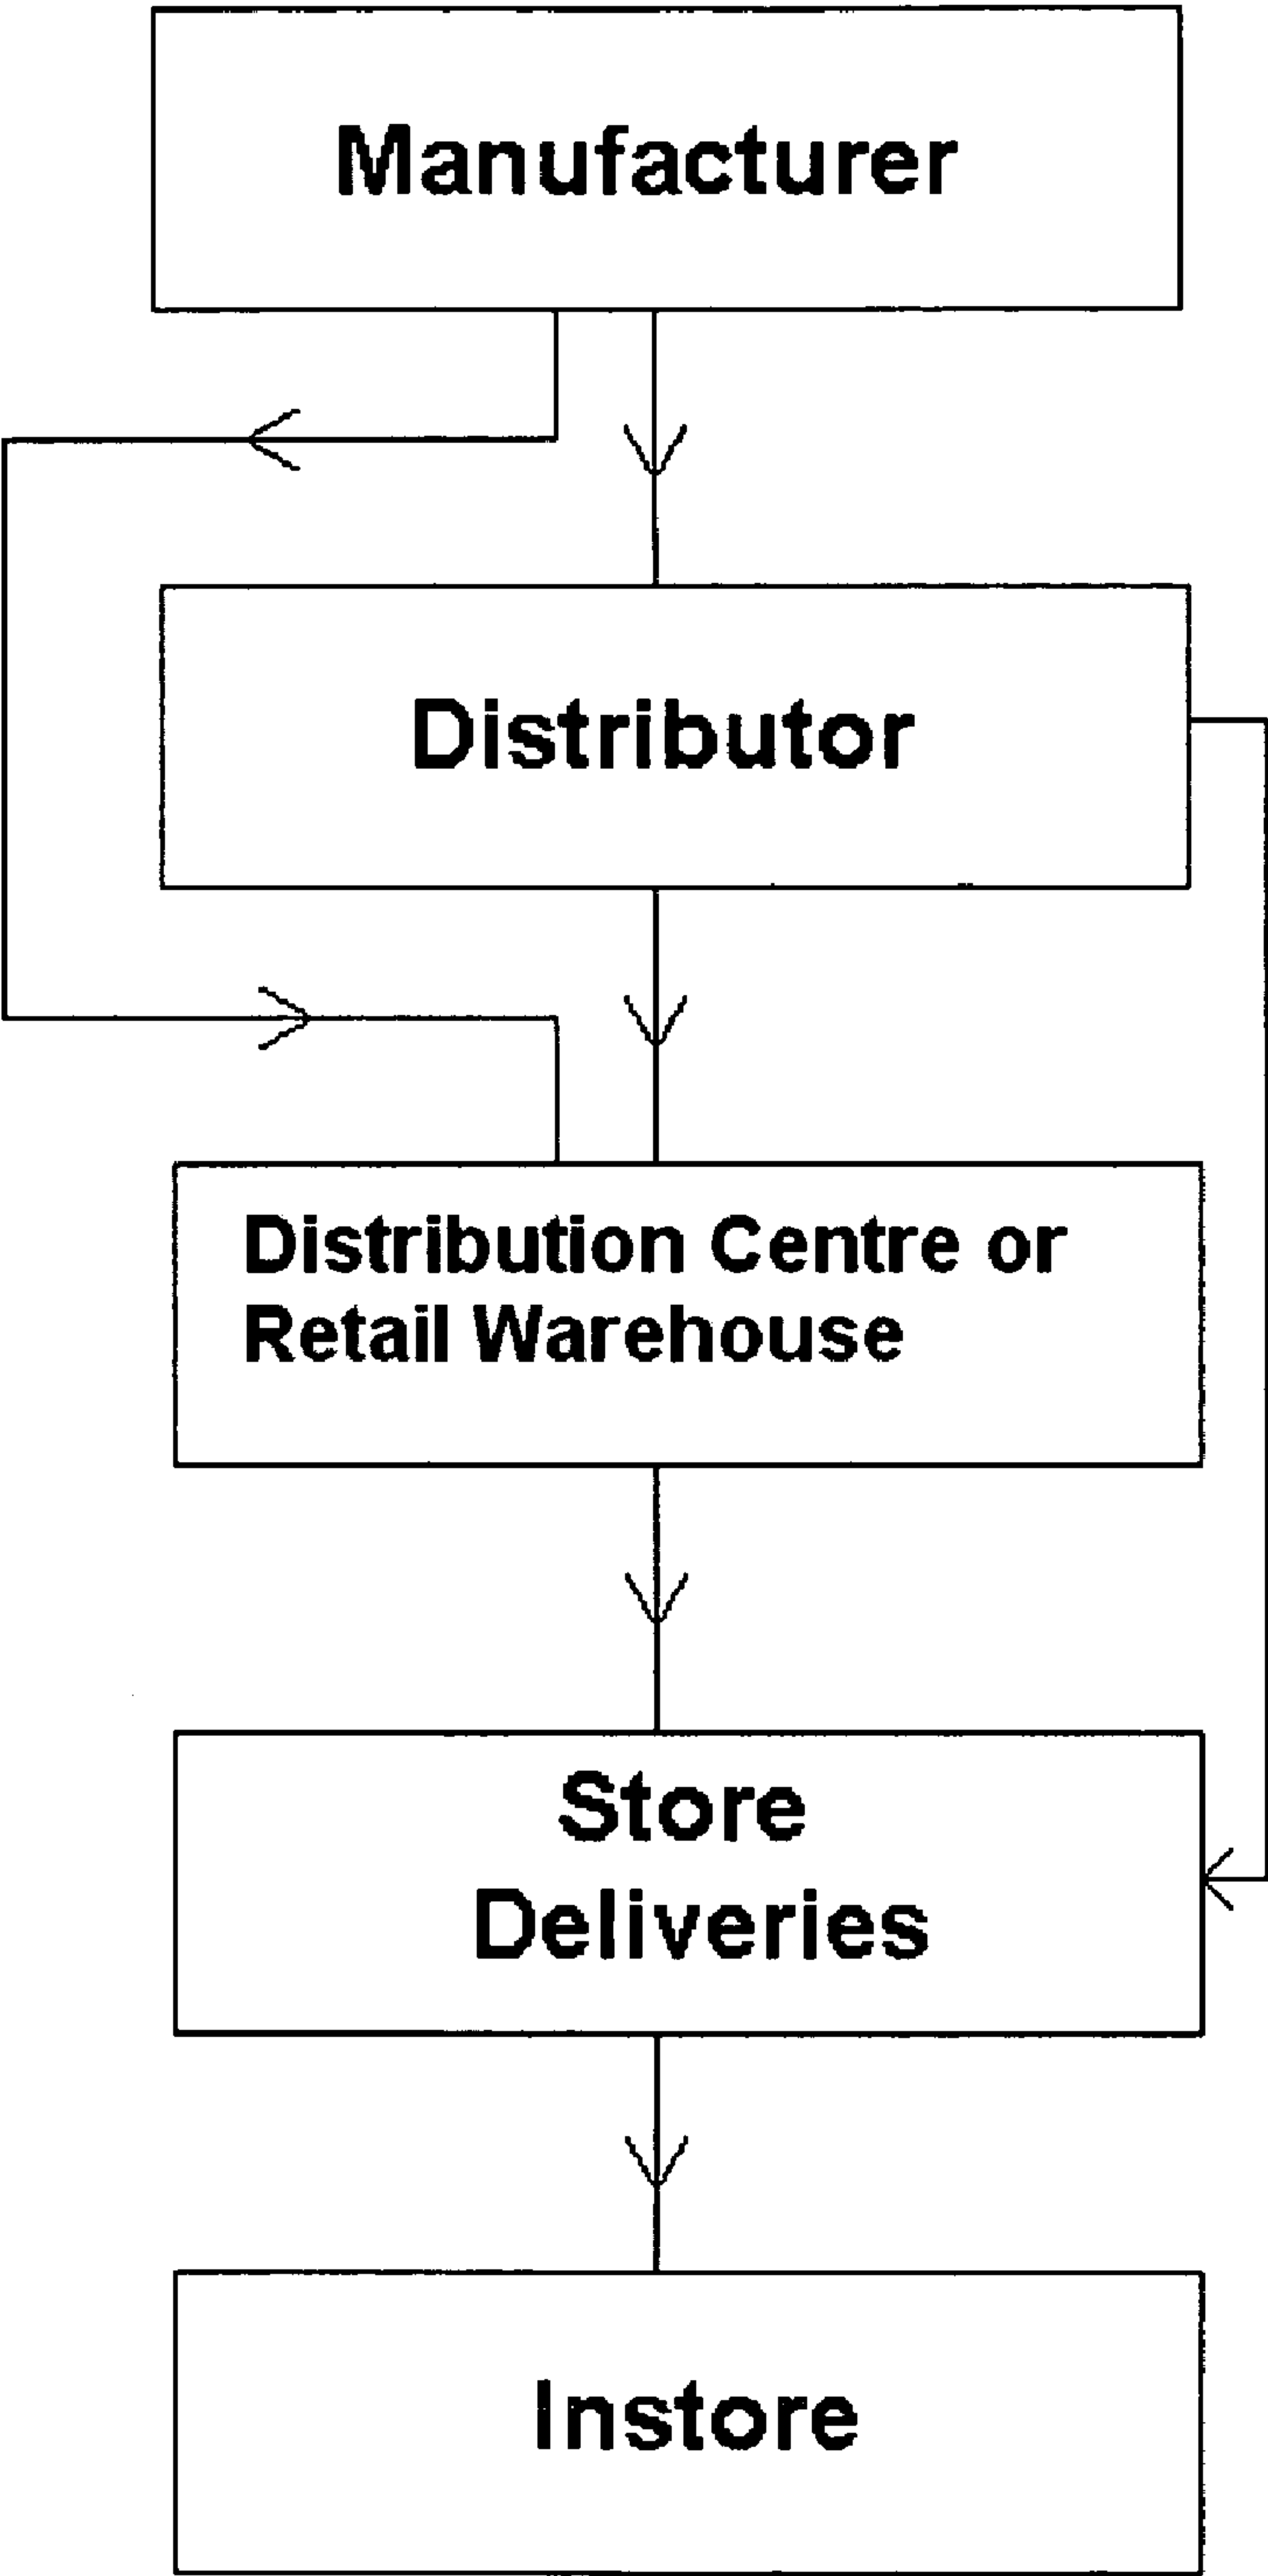 Manufacturer
Distributor
Distribution Centre or
Retail Warehouse
Store
Deliveries
Instore